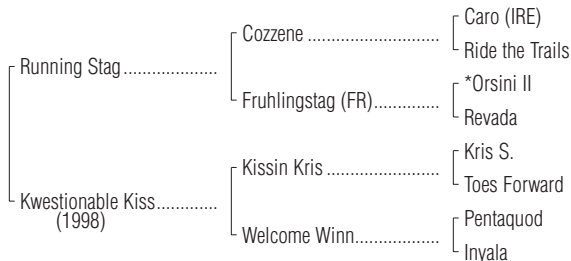 Caro (IRE)
Cozzene ......................
Ride the Trails
Running Stag....................
*Orsini II
Fruhlingstag (FR)..............
Revada
Kris S.
Kissin Kris ........................
Toes Forward
Kwestionable Kiss.............
(1998)
Pentaquod
Welcome Winn..................
Inyala